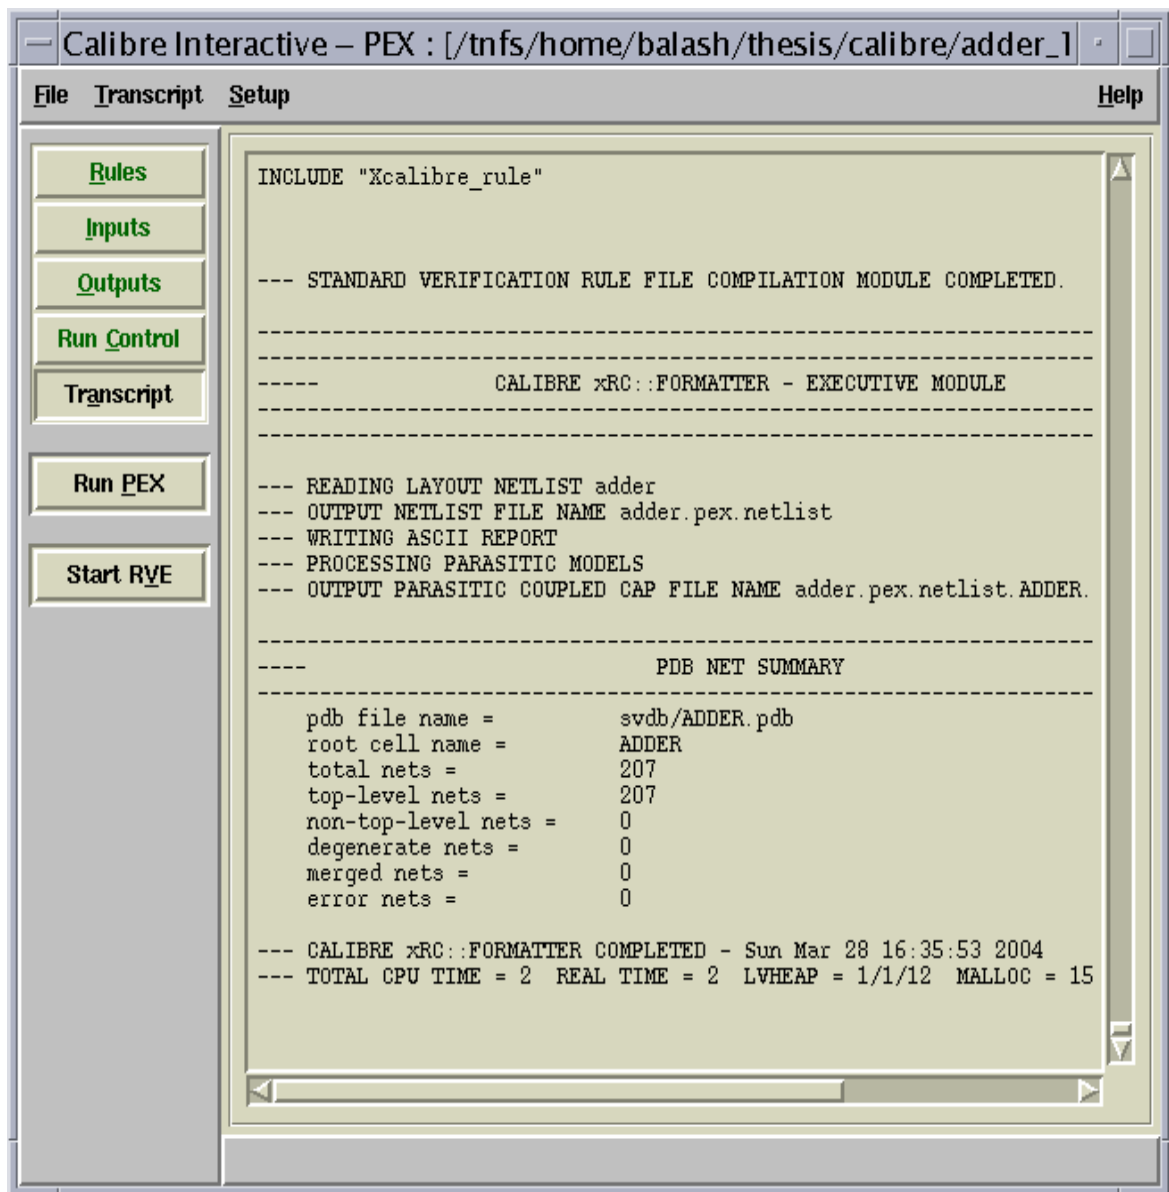 Calibre Interactive – PEX : [/tnfs/home/balash/thesis/calibre/adder_1
File Transcript Setup Help
Rules
Inputs
Outputs
Run Control
Transcript
Run PEX
Start RVE
INCLUDE "Xcalibre_rule"
--- STANDARD VERIFICATION RULE FILE COMPILATION MODULE COMPLETED.
-------------------------------------------------------------------
-------------------------------------------------------------------
----- CALIBRE xRC::FORMATTER - EXECUTIVE MODULE
-------------------------------------------------------------------
-------------------------------------------------------------------
--- READING LAYOUT NETLIST adder
--- OUTPUT NETLIST FILE NAME adder.pex.netlist
--- WRITING ASCII REPORT
--- PROCESSING PARASITIC MODELS
--- OUTPUT PARASITIC COUPLED CAP FILE NAME adder.pex.netlist.ADDER.
-------------------------------------------------------------------
---- PDB NET SUMMARY
-------------------------------------------------------------------
pdb file name = svdb/ADDER.pdb
root cell name = ADDER
total nets = 207
top-level nets = 207
non-top-level nets = 0
degenerate nets = 0
merged nets = 0
error nets = 0
--- CALIBRE xRC::FORMATTER COMPLETED - Sun Mar 28 16:35:53 2004
--- TOTAL CPU TIME = 2 REAL TIME = 2 LVHEAP = 1/1/12 MALLOC = 15